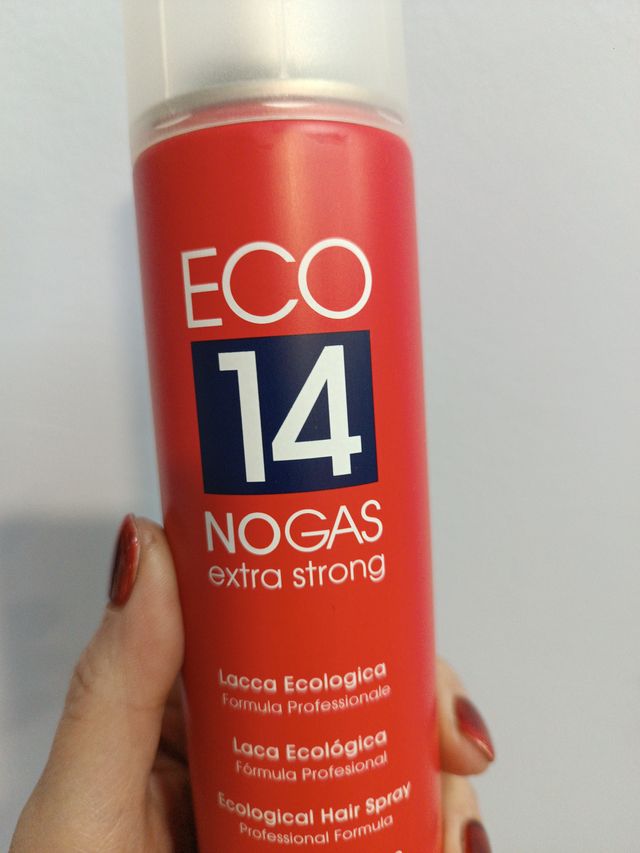 ECO
14
NOGAS
extra strong
Lacca Ecologica
Formula Professionale
Laca Ecológica
Fórmula Profesional
Ecological Hair Spray
Professional Formula